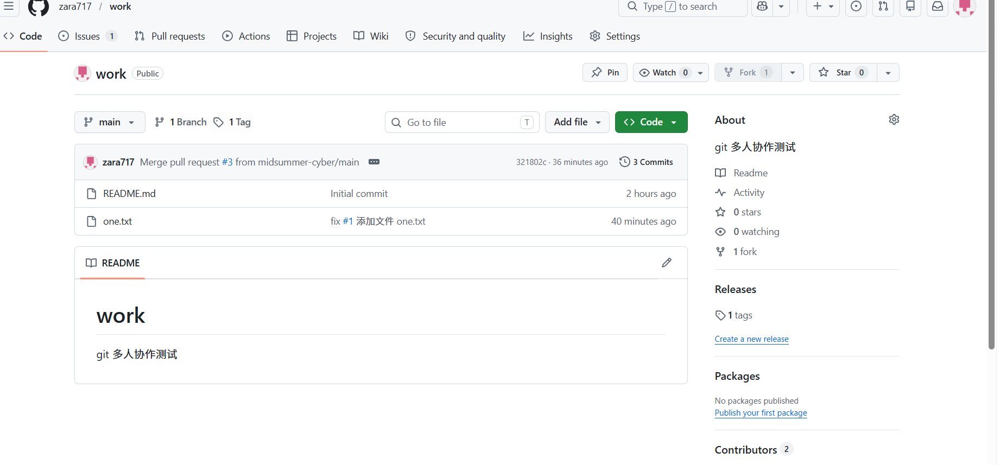 zara717 / work
Type / to search
Code
Issues 1
Pull requests
Actions
Projects
Wiki
Security and quality
Insights
Settings
work Public
Pin
Watch 0
Fork 1
Star 0
main
1 Branch
1 Tag
Go to file T
Add file
Code
zara717 Merge pull request #3 from midsummer-cyber/main
321802c · 36 minutes ago
3 Commits
README.md Initial commit 2 hours ago
one.txt fix #1 添加文件 one.txt 40 minutes ago
README
work
git 多人协作测试
About
git 多人协作测试
Readme
Activity
0 stars
0 watching
1 fork
Releases
1 tags
Create a new release
Packages
No packages published
Publish your first package
Contributors 2